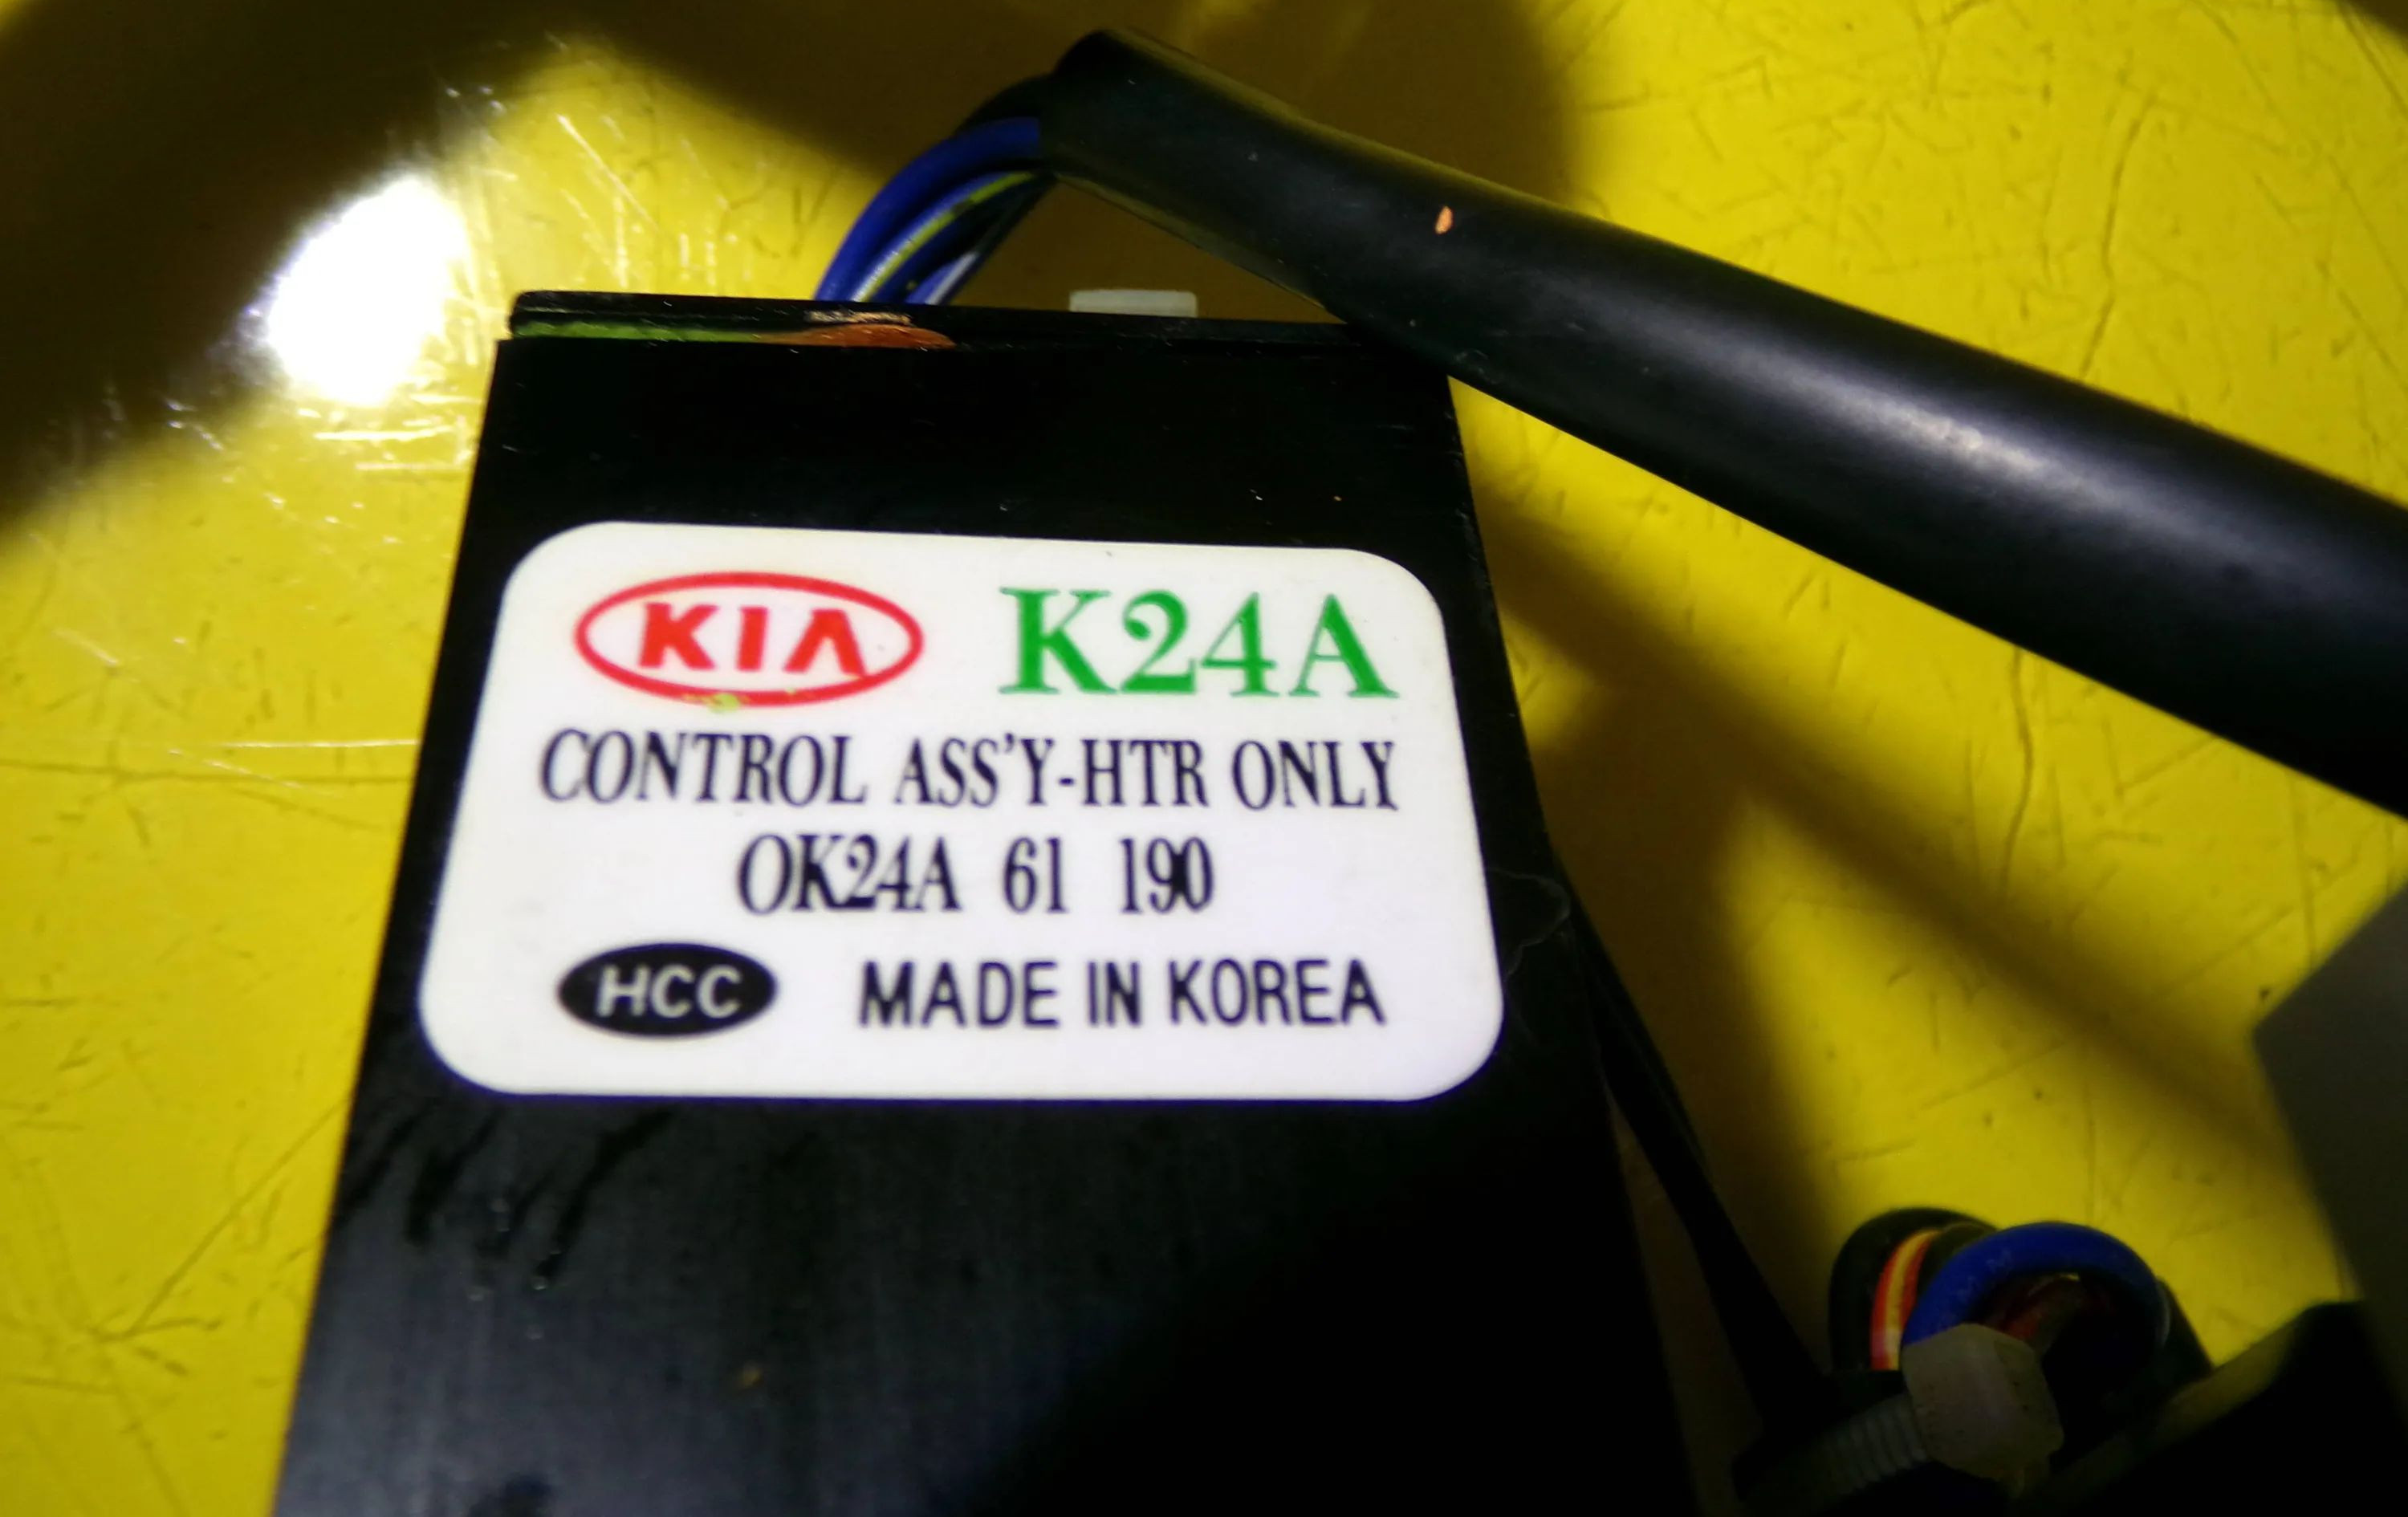 KIA K24A
CONTROL ASS'Y-HTR ONLY
OK24A 61 190
HCC MADE IN KOREA